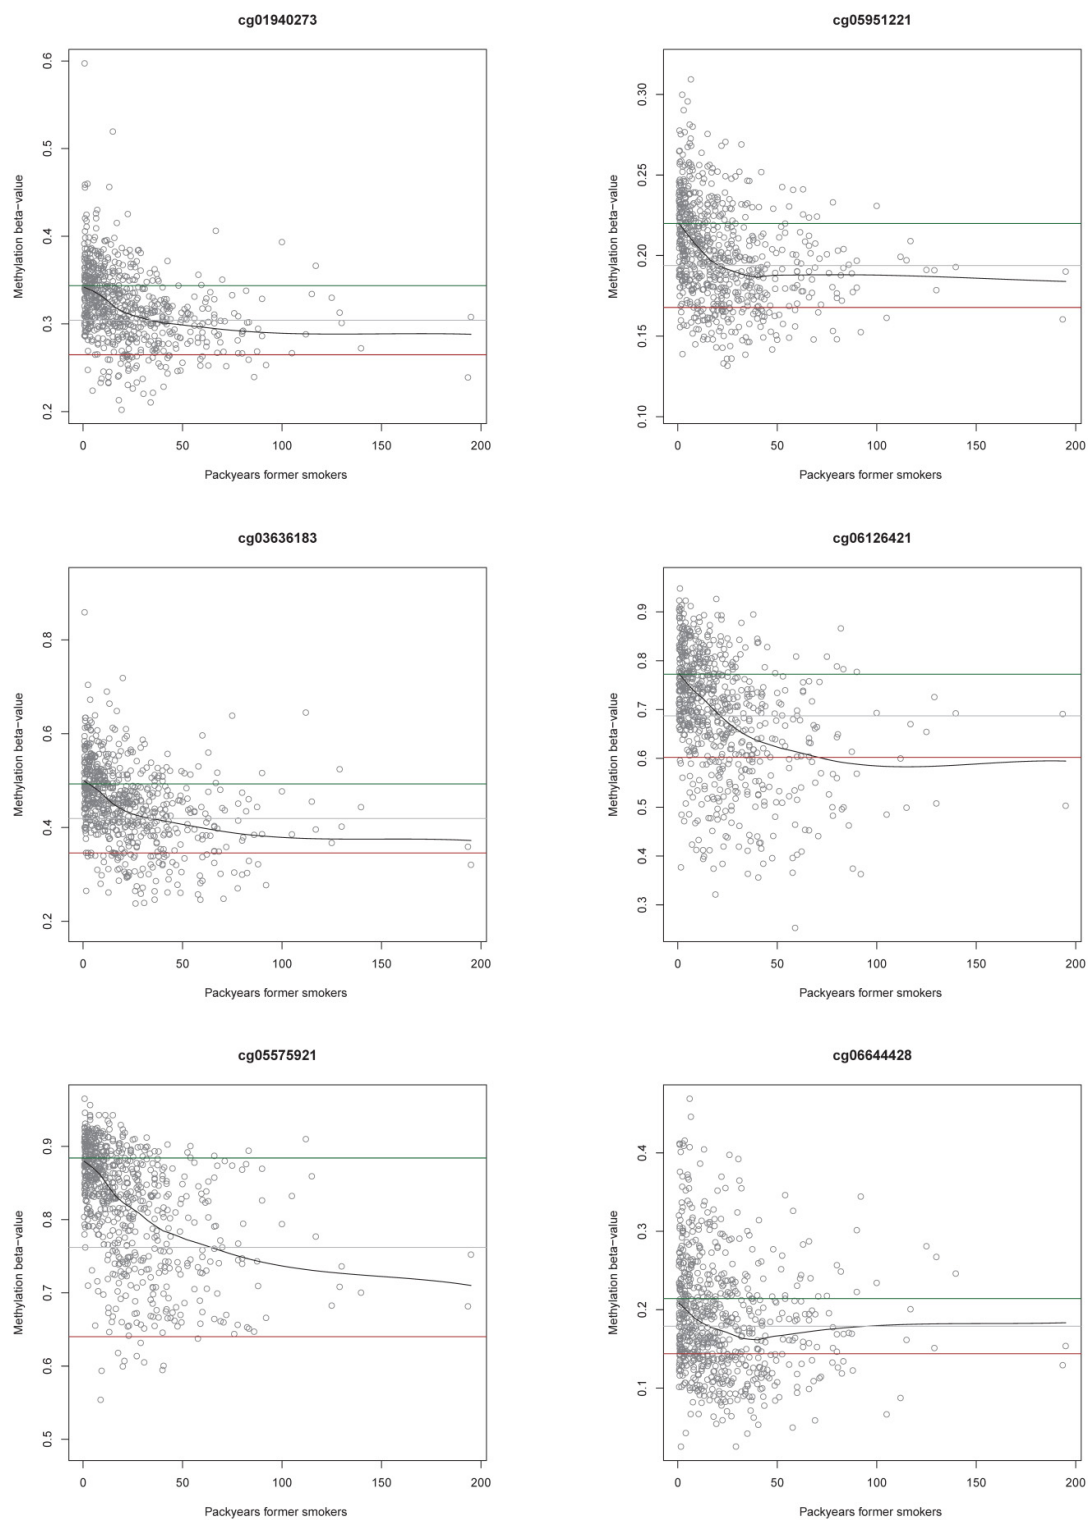 cg01940273
Methylation beta−value
0.6
0.5
0.4
0.3
0.2
0 50 100 150 200
Packyears former smokers
cg05951221
Methylation beta−value
0.30
0.25
0.20
0.15
0.10
0 50 100 150 200
Packyears former smokers
cg03636183
Methylation beta−value
0.8
0.6
0.4
0.2
0 50 100 150 200
Packyears former smokers
cg06126421
Methylation beta−value
0.9
0.8
0.7
0.6
0.5
0.4
0.3
0 50 100 150 200
Packyears former smokers
cg05575921
Methylation beta−value
0.9
0.8
0.7
0.6
0.5
0 50 100 150 200
Packyears former smokers
cg06644428
Methylation beta−value
0.4
0.3
0.2
0.1
0 50 100 150 200
Packyears former smokers